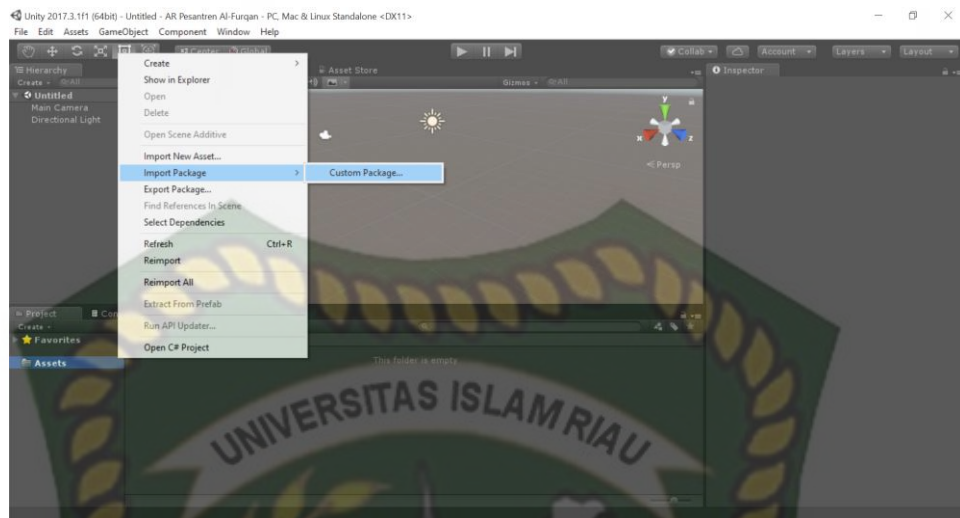 Unity 2017.3.1f1 (64bit) - Untitled - AR Pesantren Al-Furqan - PC, Mac & Linux Standalone <DX11>
File Edit Assets GameObject Component Window Help
Center Global
Collab Account Layers Layout
Hierarchy
Asset Store
Inspector
Create All
Gizmos All
Untitled
Main Camera
Directional Light
y
x
z
Persp
Create
Show in Explorer
Open
Delete
Open Scene Additive
Import New Asset...
Import Package
Custom Package...
Export Package...
Find References In Scene
Select Dependencies
Refresh Ctrl+R
Reimport
Reimport All
Extract From Prefab
Run API Updater...
Open C# Project
Project
Create
Favorites
Assets
This folder is empty
UNIVERSITAS ISLAM RIAU